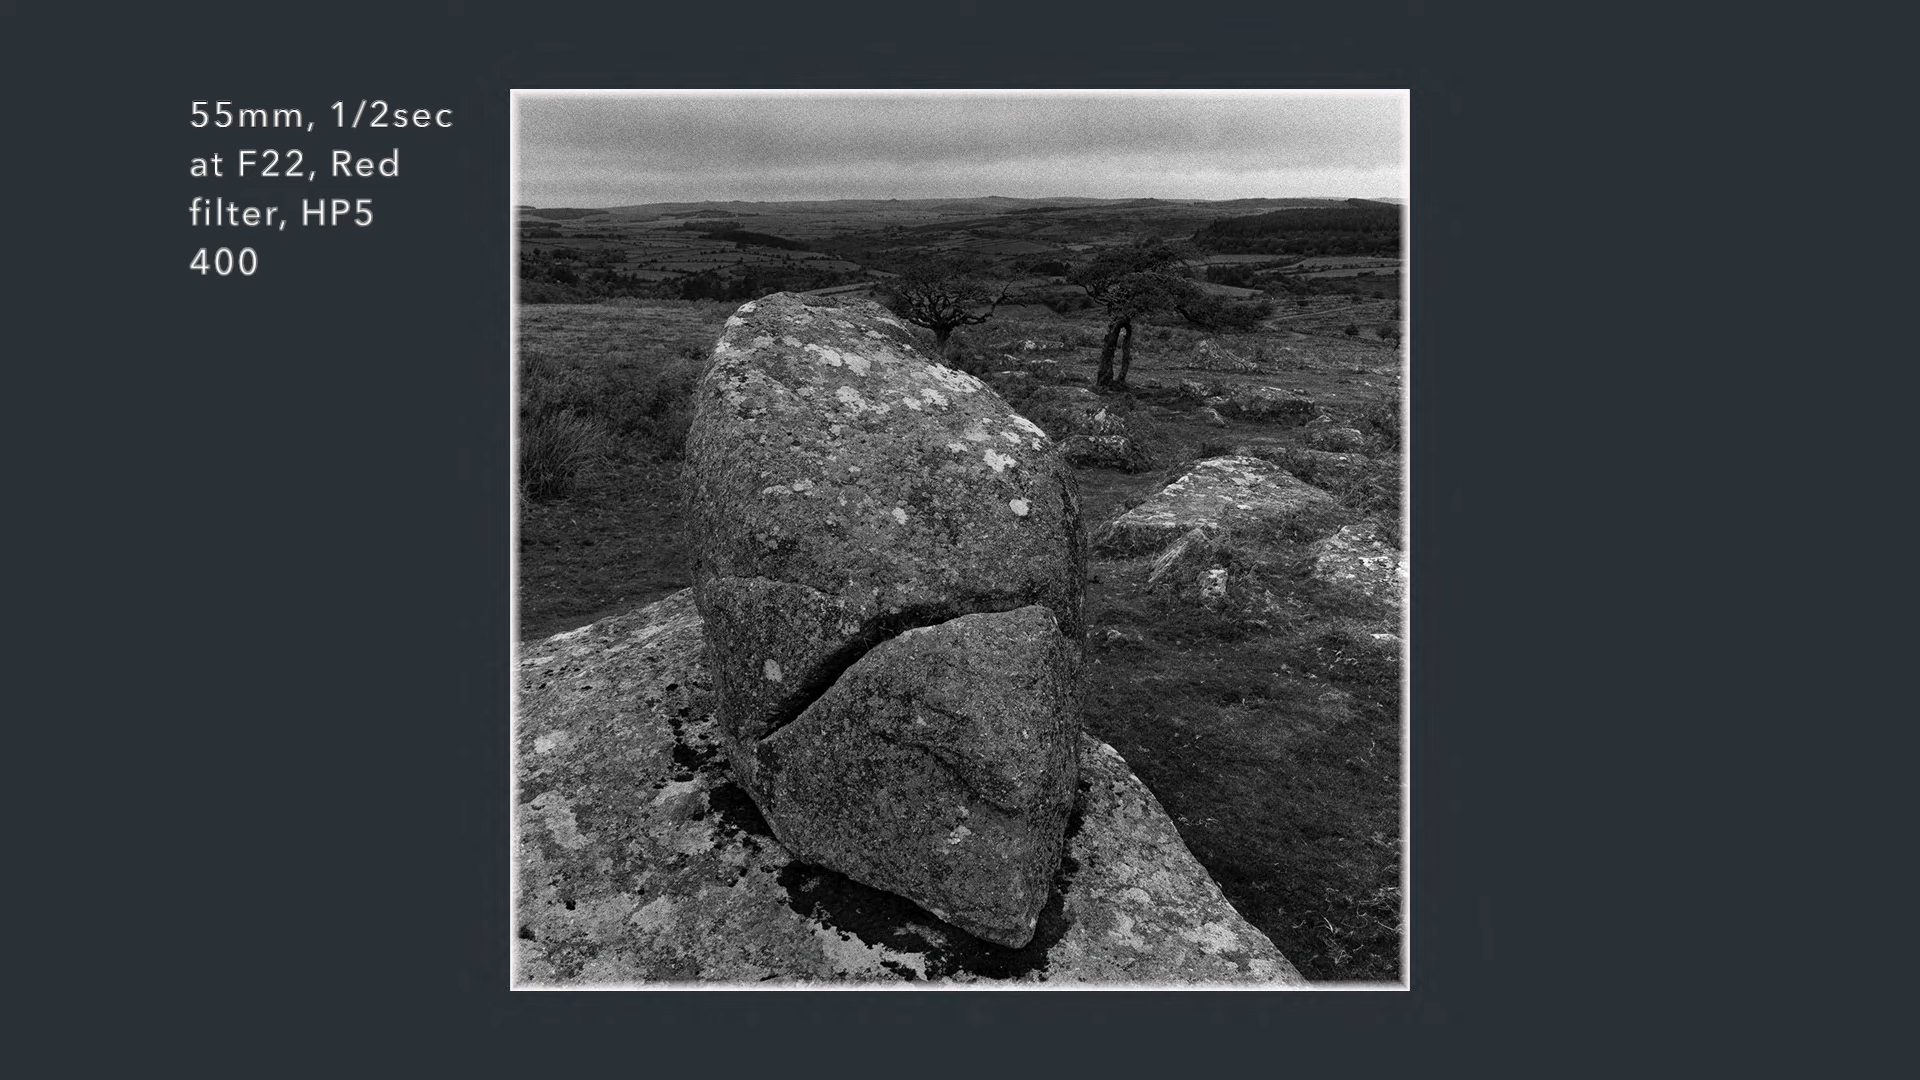 55mm, 1/2sec
at F22, Red
filter, HP5
400